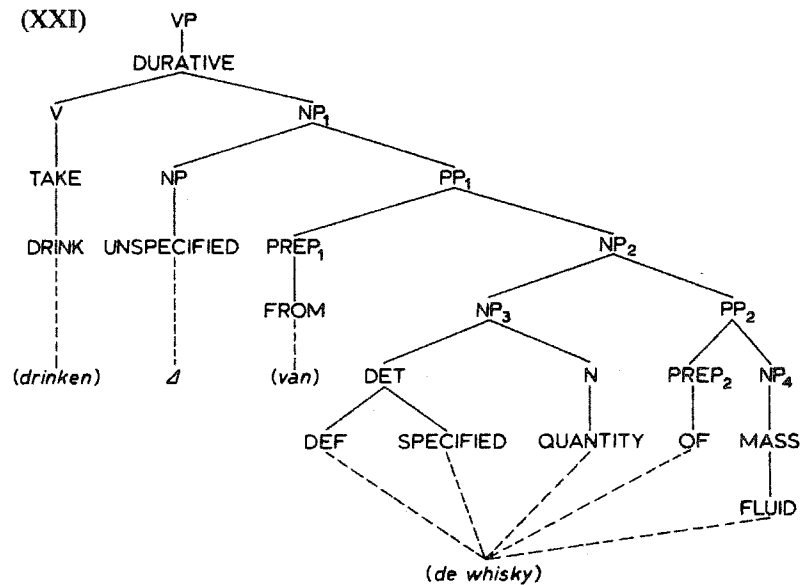 (XXI) VP
DURATIVE
V NP₁
TAKE NP PP₁
DRINK UNSPECIFIED PREP₁ NP₂
FROM NP₃ PP₂
(drinken) Δ (van) DET N PREP₂ NP₄
DEF SPECIFIED QUANTITY OF MASS
FLUID
(de whisky)